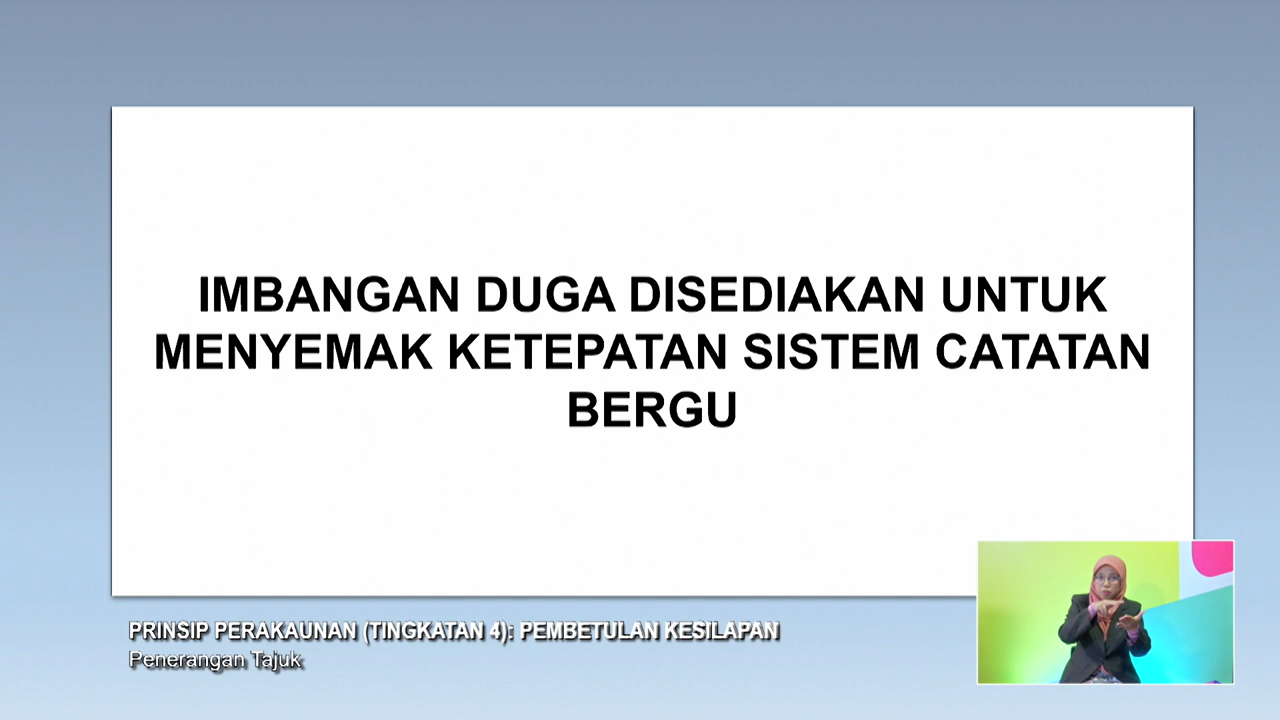 IMBANGAN DUGA DISEDIAKAN UNTUK
MENYEMAK KETEPATAN SISTEM CATATAN
BERGU
PRINSIP PERAKAUNAN (TINGKATAN 4): PEMBETULAN KESILAPAN
Penerangan Tajuk